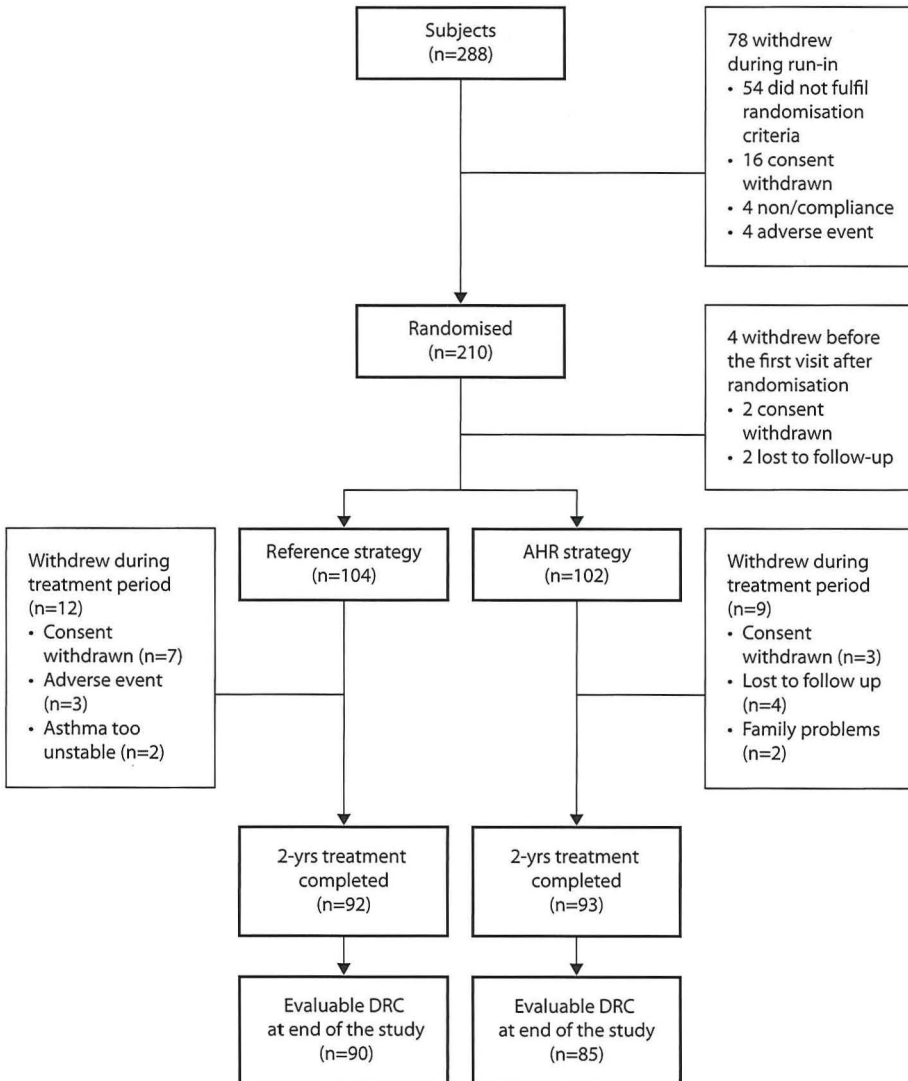 Subjects
(n=288)
78 withdrew
during run-in
• 54 did not fulfil
randomisation
criteria
• 16 consent
withdrawn
• 4 non/compliance
• 4 adverse event
Randomised
(n=210)
4 withdrew before
the first visit after
randomisation
• 2 consent
withdrawn
• 2 lost to follow-up
Reference strategy
(n=104)
AHR strategy
(n=102)
Withdrew during
treatment period
(n=12)
• Consent
withdrawn (n=7)
• Adverse event
(n=3)
• Asthma too
unstable (n=2)
Withdrew during
treatment period
(n=9)
• Consent
withdrawn (n=3)
• Lost to follow up
(n=4)
• Family problems
(n=2)
2-yrs treatment
completed
(n=92)
2-yrs treatment
completed
(n=93)
Evaluable DRC
at end of the study
(n=90)
Evaluable DRC
at end of the study
(n=85)